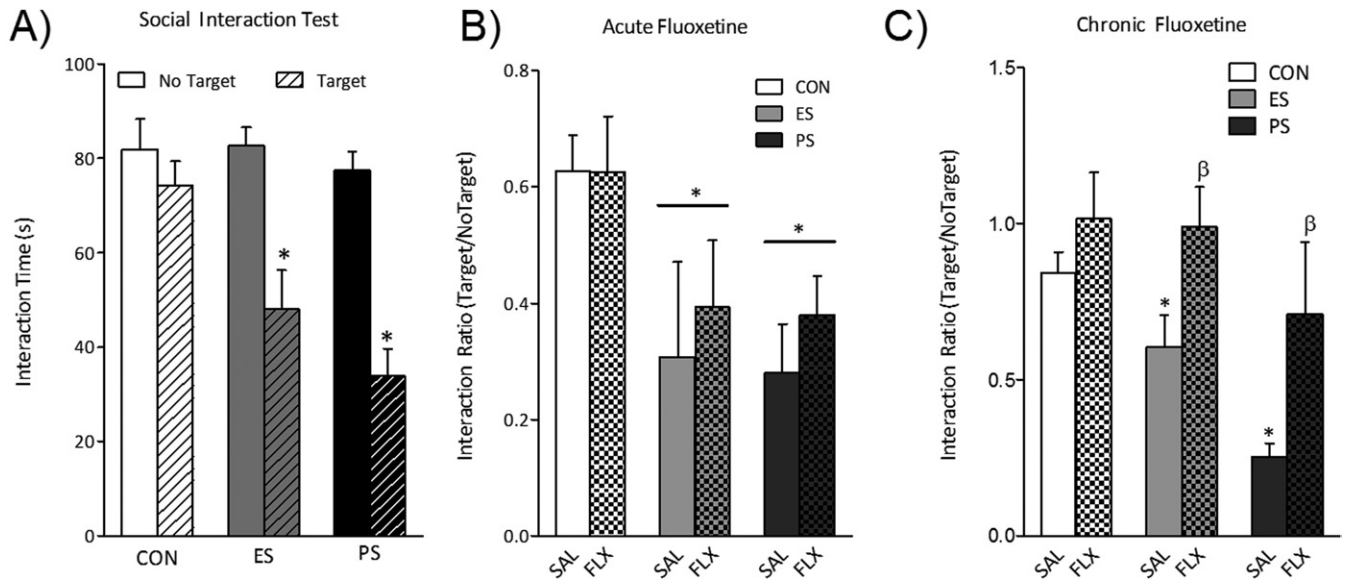 A)
Social Interaction Test
No Target
Target
Interaction Time (s)
100
80
60
40
20
0
*
*
CON
ES
PS
B)
Acute Fluoxetine
CON
ES
PS
Interaction Ratio (Target/NoTarget)
0.8
0.6
0.4
0.2
0.0
*
*
SAL
FLX
SAL
FLX
SAL
FLX
C)
Chronic Fluoxetine
CON
ES
PS
Interaction Ratio (Target/NoTarget)
1.5
1.0
0.5
0.0
*
β
*
β
SAL
FLX
SAL
FLX
SAL
FLX